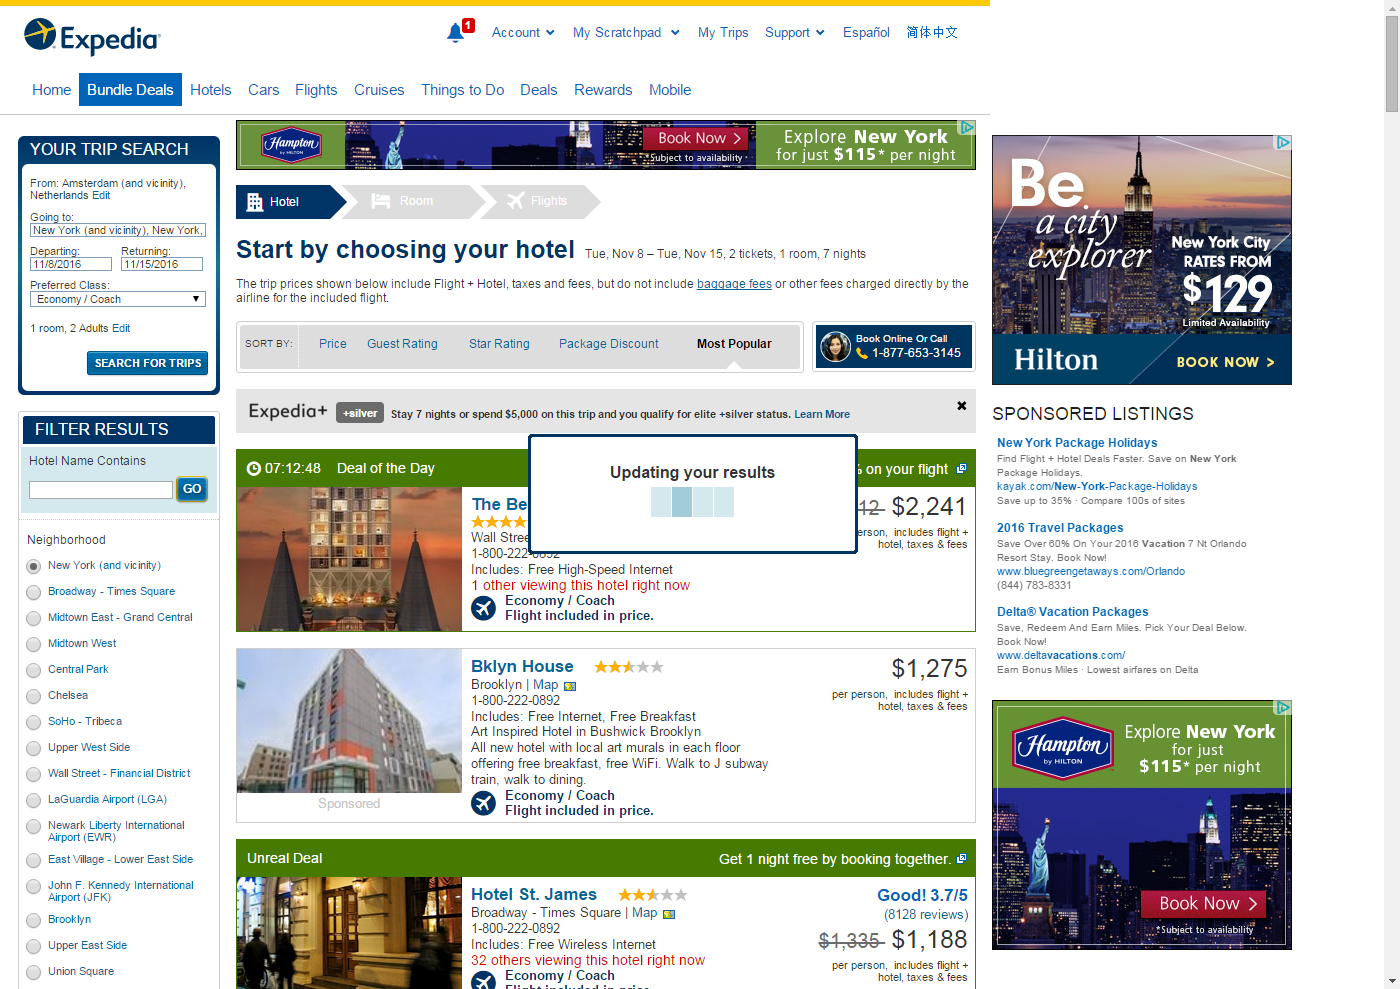 Expedia
1
Account
My Scratchpad
My Trips
Support
Español
简体中文
Home
Bundle Deals
Hotels
Cars
Flights
Cruises
Things to Do
Deals
Rewards
Mobile
YOUR TRIP SEARCH
From: Amsterdam (and vicinity),
Netherlands Edit
Going to:
New York (and vicinity), New York,
Departing:
Returning:
11/8/2016
11/15/2016
Preferred Class:
Economy / Coach
1 room, 2 Adults Edit
SEARCH FOR TRIPS
FILTER RESULTS
Hotel Name Contains
GO
Neighborhood
New York (and vicinity)
Broadway - Times Square
Midtown East - Grand Central
Midtown West
Central Park
Chelsea
SoHo - Tribeca
Upper West Side
Wall Street - Financial District
LaGuardia Airport (LGA)
Newark Liberty International
Airport (EWR)
East Village - Lower East Side
John F. Kennedy International
Airport (JFK)
Brooklyn
Upper East Side
Union Square
Hampton
by HILTON
Book Now >
*Subject to availability
Explore New York
for just $115* per night
Hotel
Room
Flights
Start by choosing your hotel
Tue, Nov 8 – Tue, Nov 15, 2 tickets, 1 room, 7 nights
The trip prices shown below include Flight + Hotel, taxes and fees, but do not include baggage fees or other fees charged directly by the
airline for the included flight.
SORT BY:
Price
Guest Rating
Star Rating
Package Discount
Most Popular
Book Online Or Call
1-877-653-3145
Expedia+
+silver
Stay 7 nights or spend $5,000 on this trip and you qualify for elite +silver status. Learn More
07:12:48
Deal of the Day
% on your flight
Updating your results
The Be
12
$2,241
Wall Stree
1-800-222-0892
erson, includes flight +
hotel, taxes & fees
Includes: Free High-Speed Internet
1 other viewing this hotel right now
Economy / Coach
Flight included in price.
Bklyn House
$1,275
Brooklyn | Map
per person, includes flight +
hotel, taxes & fees
1-800-222-0892
Includes: Free Internet, Free Breakfast
Art Inspired Hotel in Bushwick Brooklyn
All new hotel with local art murals in each floor
offering free breakfast, free WiFi. Walk to J subway
train, walk to dining.
Economy / Coach
Flight included in price.
Sponsored
Unreal Deal
Get 1 night free by booking together.
Hotel St. James
Good! 3.7/5
Broadway - Times Square | Map
(8128 reviews)
1-800-222-0892
$1,335 $1,188
Includes: Free Wireless Internet
32 others viewing this hotel right now
per person, includes flight +
hotel, taxes & fees
Economy / Coach
Flight included in price.
Be.
a city
explorer
New York City
RATES FROM
$129
Limited Availability
Hilton
BOOK NOW >
SPONSORED LISTINGS
New York Package Holidays
Find Flight + Hotel Deals Faster. Save on New York
Package Holidays.
kayak.com/New-York-Package-Holidays
Save up to 35% · Compare 100s of sites
2016 Travel Packages
Save Over 60% On Your 2016 Vacation 7 Nt Orlando
Resort Stay. Book Now!
www.bluegreengetaways.com/Orlando
(844) 783-8331
Delta® Vacation Packages
Save, Redeem And Earn Miles. Pick Your Deal Below.
Book Now!
www.deltavacations.com/
Earn Bonus Miles · Lowest airfares on Delta
Hampton
by HILTON
Explore New York
for just
$115* per night
Book Now >
*Subject to availability